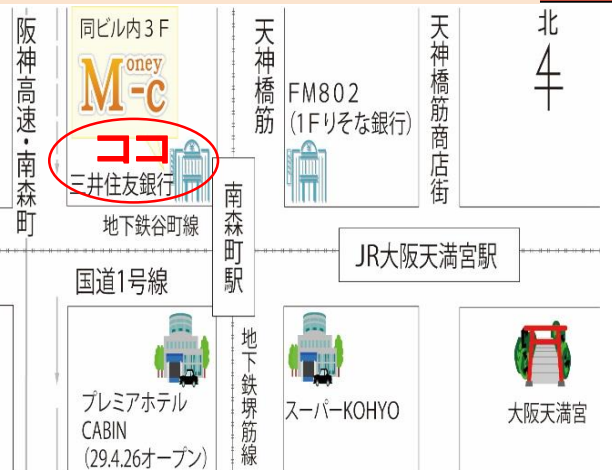 阪神高速・南森町
同ビル内3F
Money
M-c
ココ
三井住友銀行
天神橋筋
FM802
(1Fりそな銀行)
天神橋筋商店街
北
地下鉄谷町線
南森町駅
JR大阪天満宮駅
国道1号線
プレミアホテル
CABIN
(29.4.26オープン)
地下鉄堺筋線
スーパーKOHYO
大阪天満宮